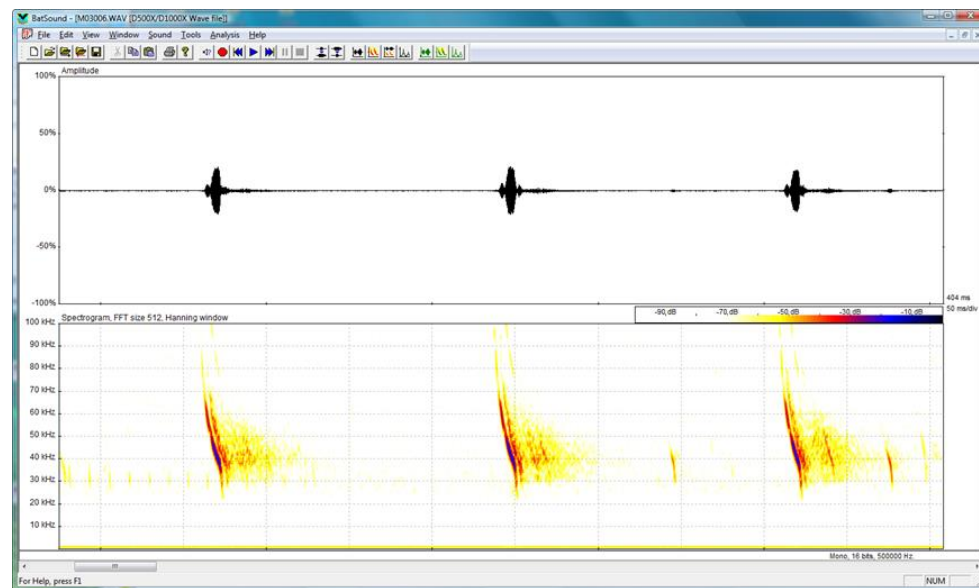 BatSound - [M03006.WAV [D500X/D1000X Wave file]]
File Edit View Window Sound Tools Analysis Help
Amplitude
100%
50%
0%
-50%
-100%
404 ms
50 ms/div
Spectrogram, FFT size 512, Hanning window
-90 dB -70 dB -50 dB -30 dB -10 dB
100 kHz
90 kHz
80 kHz
70 kHz
60 kHz
50 kHz
40 kHz
30 kHz
20 kHz
10 kHz
Mono, 16 bits, 500000 Hz.
For Help, press F1
NUM